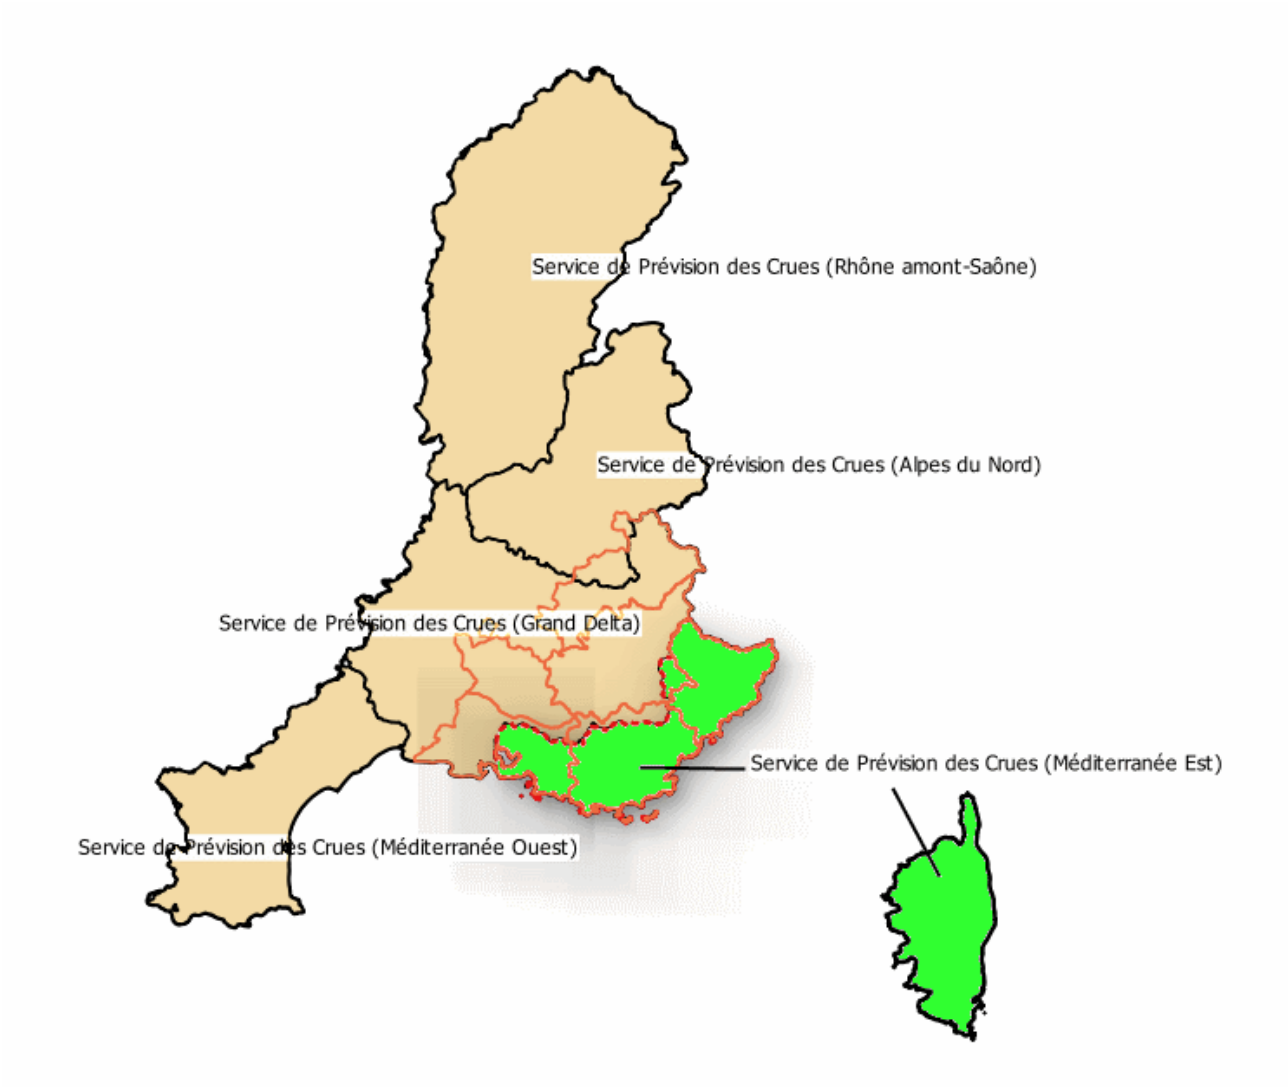 Service de Prévision des Crues (Rhône amont-Saône)
Service de Prévision des Crues (Alpes du Nord)
Service de Prévision des Crues (Grand Delta)
Service de Prévision des Crues (Méditerranée Est)
Service de Prévision des Crues (Méditerranée Ouest)